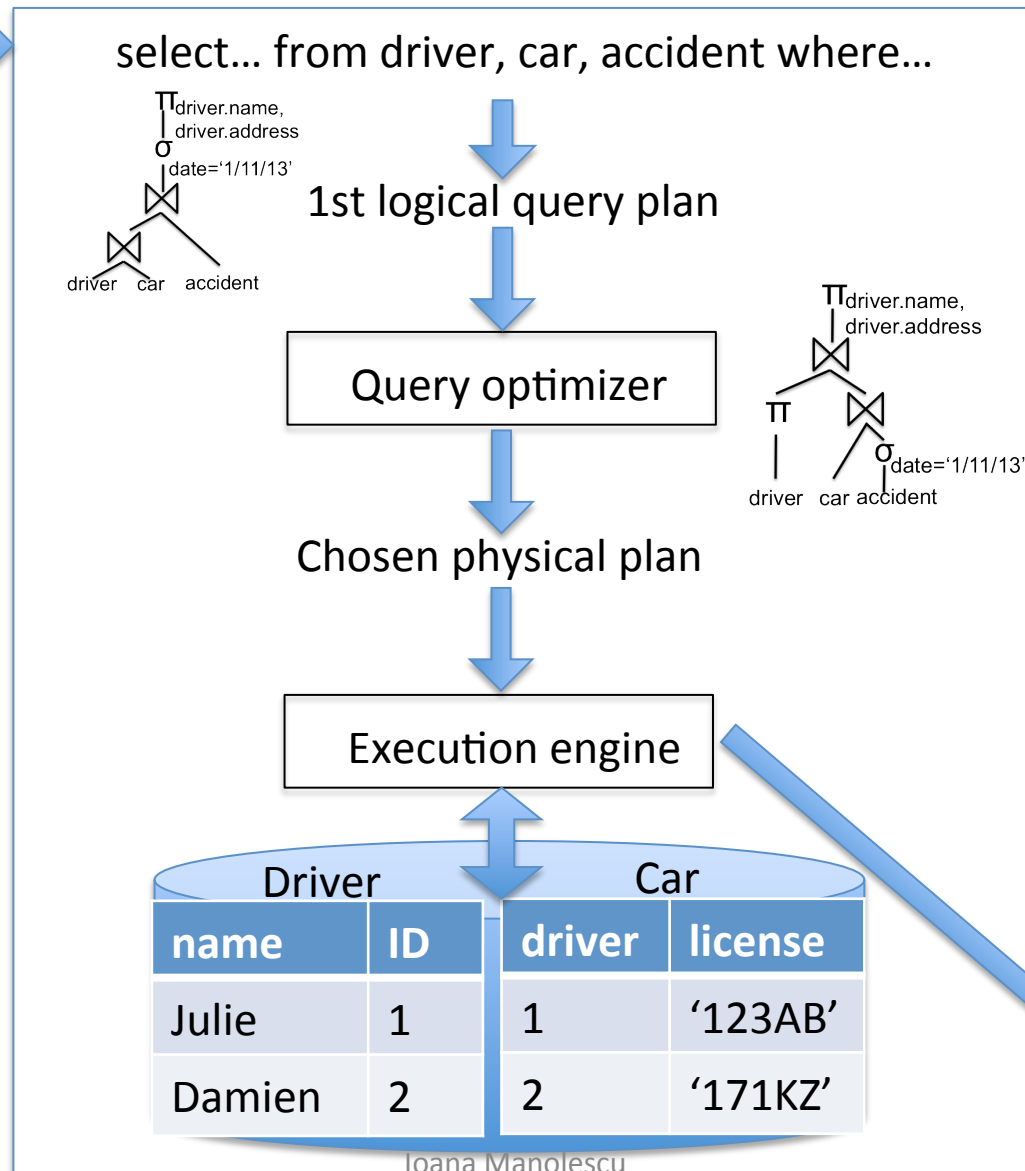 select... from driver, car, accident where...
π driver.name,
driver.address
σ date='1/11/13'
⋈
⋈
driver car accident
1st logical query plan
Query optimizer
π driver.name,
driver.address
⋈
π ⋈
σ date='1/11/13'
driver car accident
Chosen physical plan
Execution engine
Driver Car
name ID driver license
Julie 1 1 ‘123AB’
Damien 2 2 ‘171KZ’
Ioana Manolescu